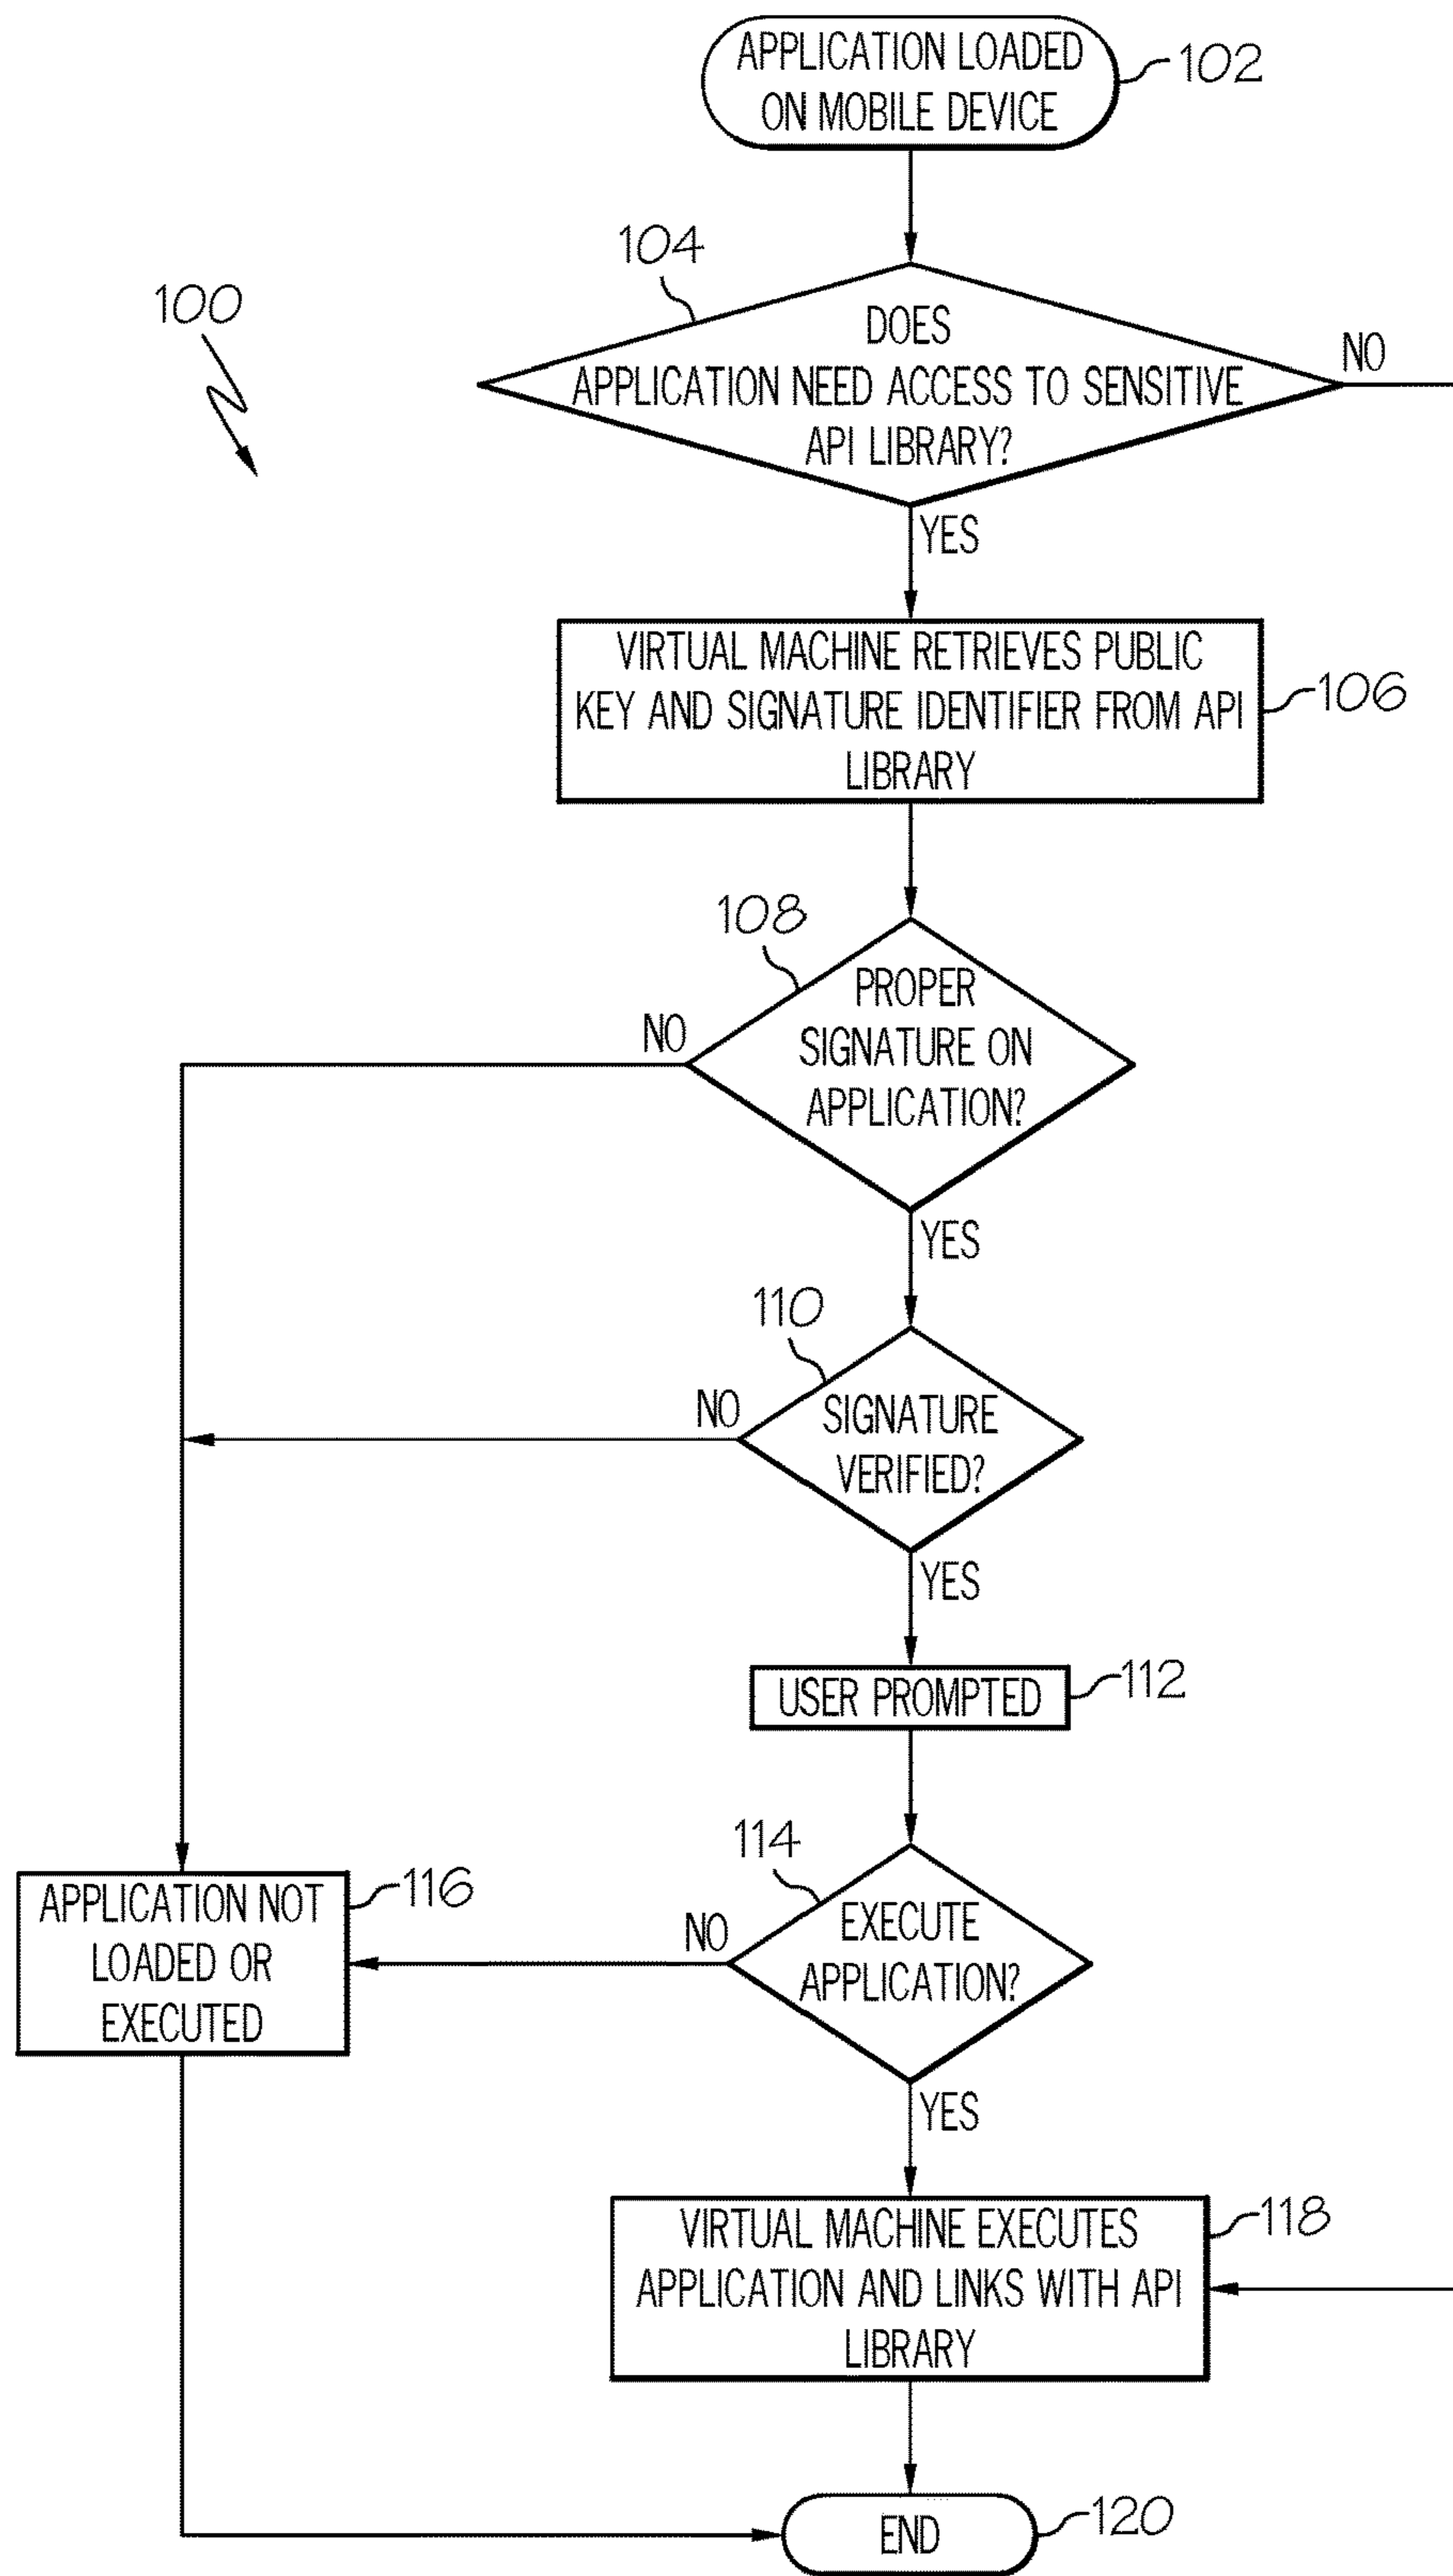 APPLICATION LOADED
ON MOBILE DEVICE
102
104
100
DOES
APPLICATION NEED ACCESS TO SENSITIVE
API LIBRARY?
NO
YES
VIRTUAL MACHINE RETRIEVES PUBLIC
KEY AND SIGNATURE IDENTIFIER FROM API
LIBRARY
106
108
PROPER
SIGNATURE ON
APPLICATION?
NO
YES
110
SIGNATURE
VERIFIED?
NO
YES
USER PROMPTED
112
114
EXECUTE
APPLICATION?
NO
APPLICATION NOT
LOADED OR
EXECUTED
116
YES
VIRTUAL MACHINE EXECUTES
APPLICATION AND LINKS WITH API
LIBRARY
118
END
120